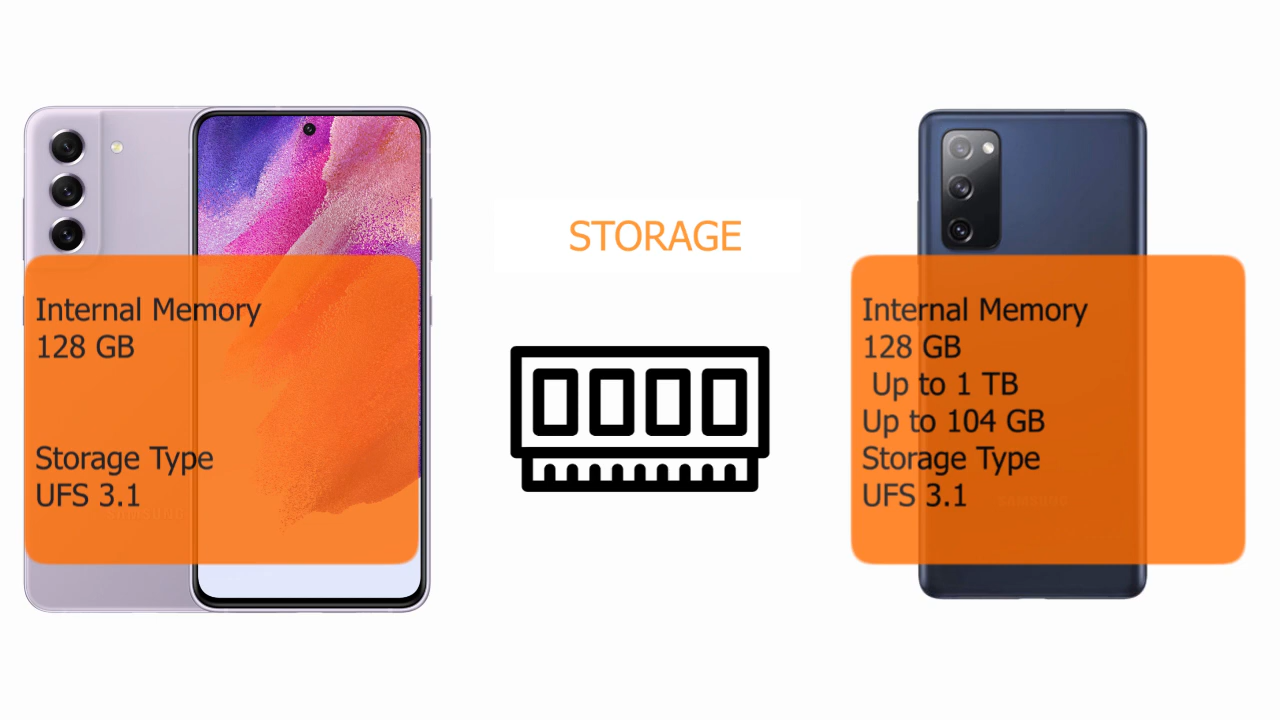 STORAGE
Internal Memory
128 GB
Storage Type
UFS 3.1
Internal Memory
128 GB
Up to 1 TB
Up to 104 GB
Storage Type
UFS 3.1
SAMSUNG